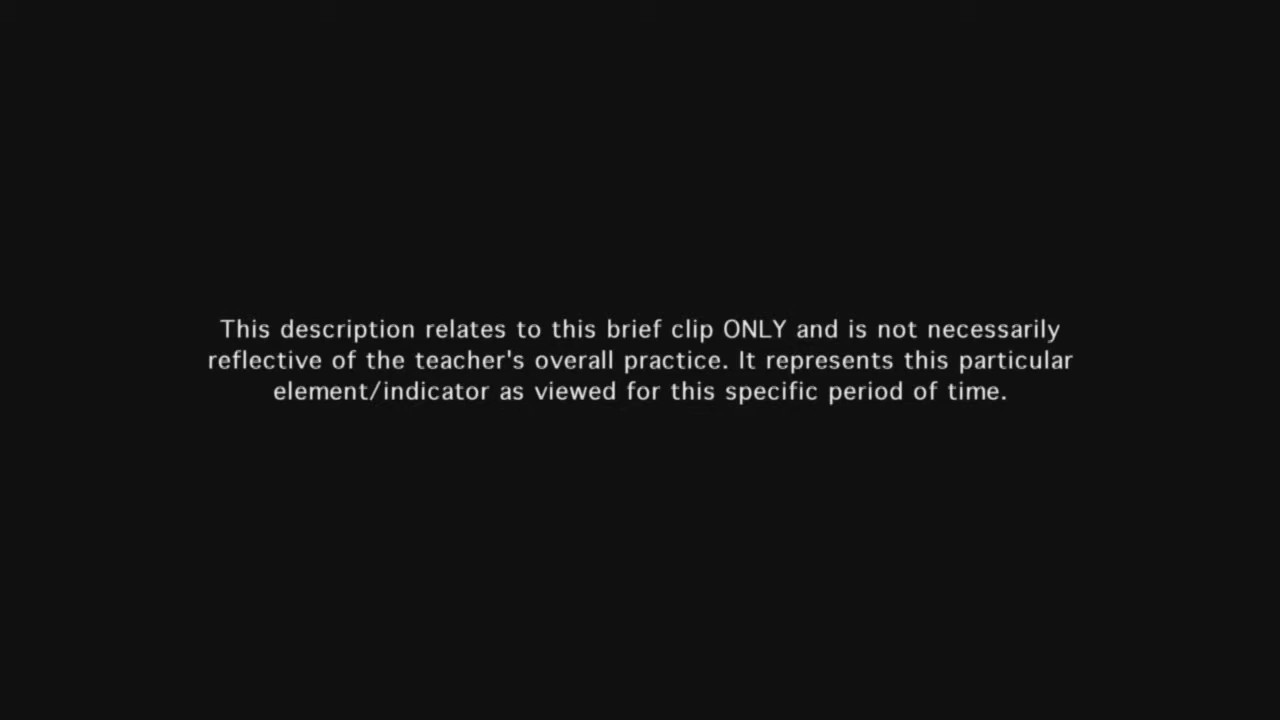 This description relates to this brief clip ONLY and is not necessarily
reflective of the teacher's overall practice. It represents this particular
element/indicator as viewed for this specific period of time.